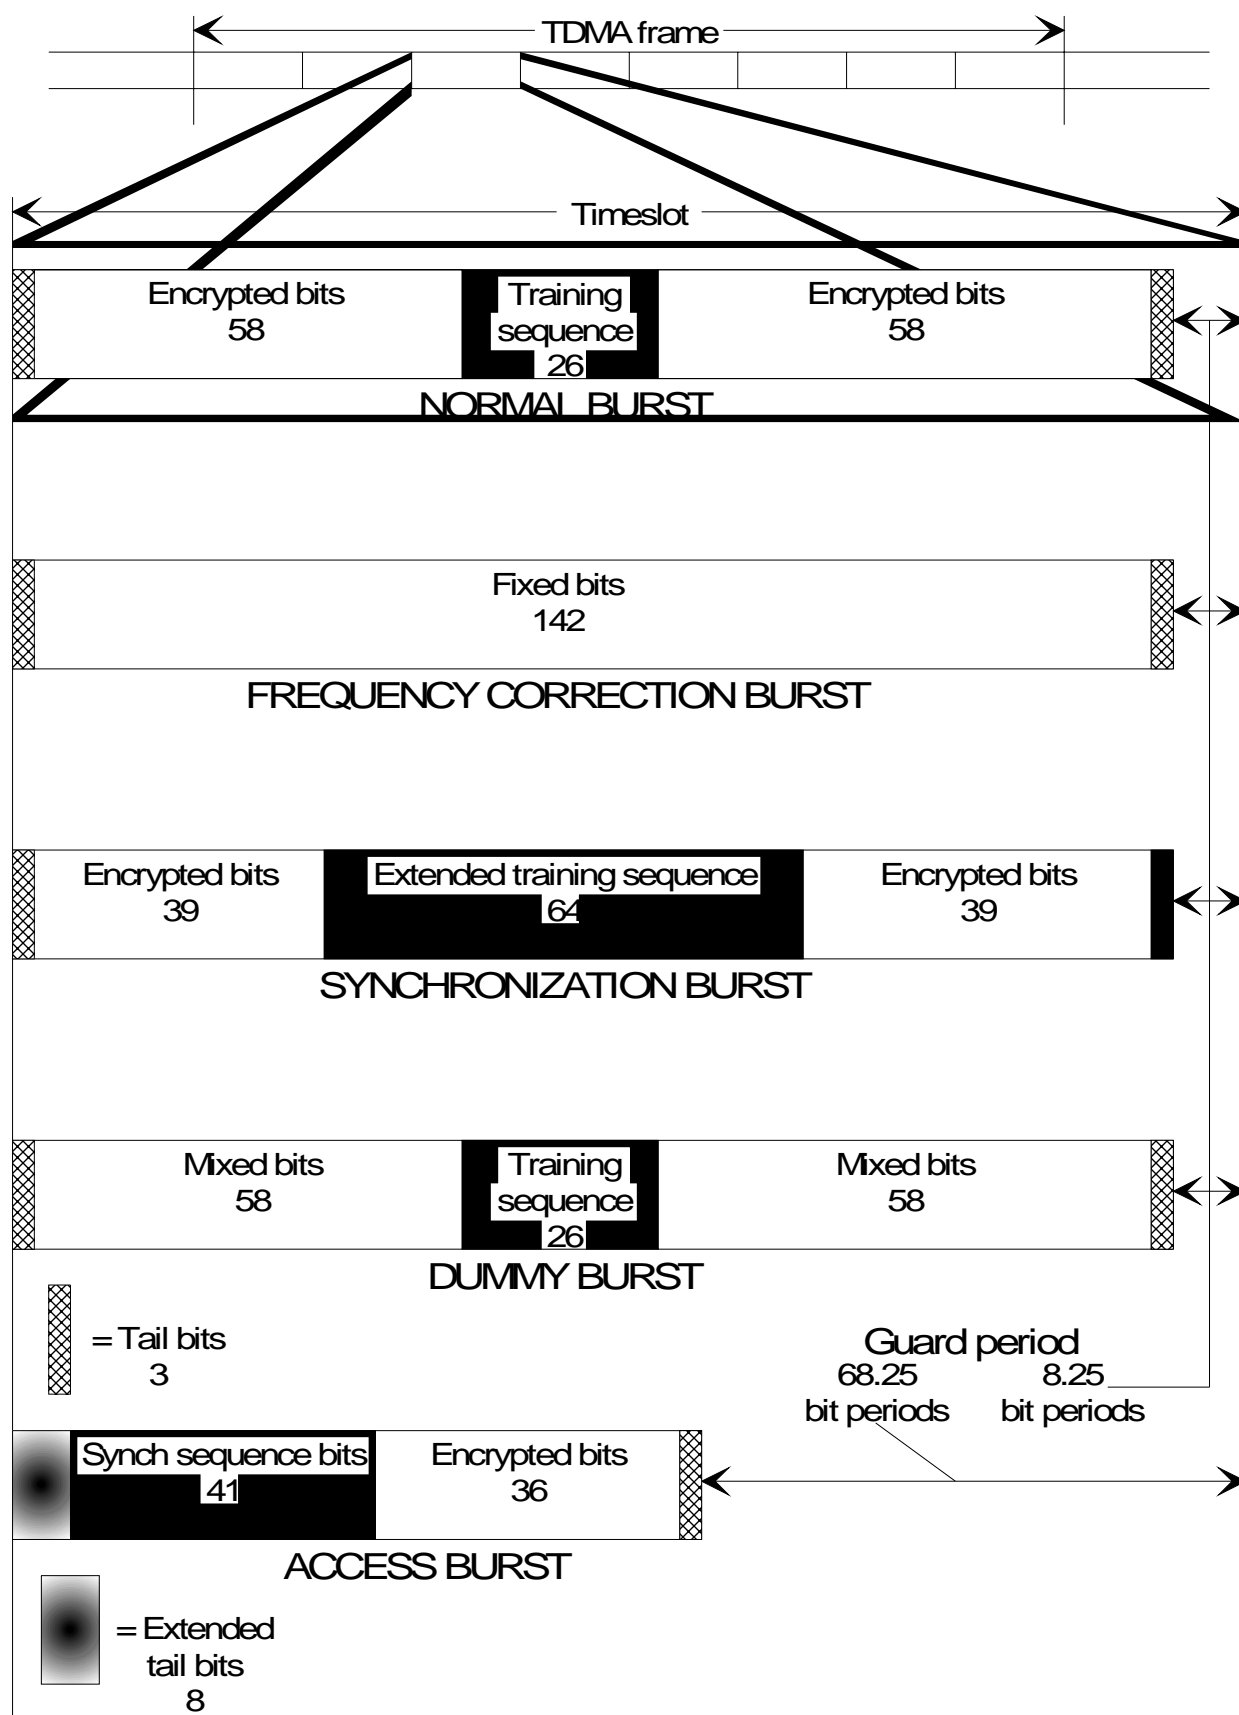 TDMA frame
Timeslot
Encrypted bits
58
Training
sequence
26
Encrypted bits
58
NORMAL BURST
Fixed bits
142
FREQUENCY CORRECTION BURST
Encrypted bits
39
Extended training sequence
64
Encrypted bits
39
SYNCHRONIZATION BURST
Mixed bits
58
Training
sequence
26
Mixed bits
58
DUMMY BURST
= Tail bits
3
Guard period
68.25
bit periods
8.25
bit periods
Synch sequence bits
41
Encrypted bits
36
ACCESS BURST
= Extended
tail bits
8